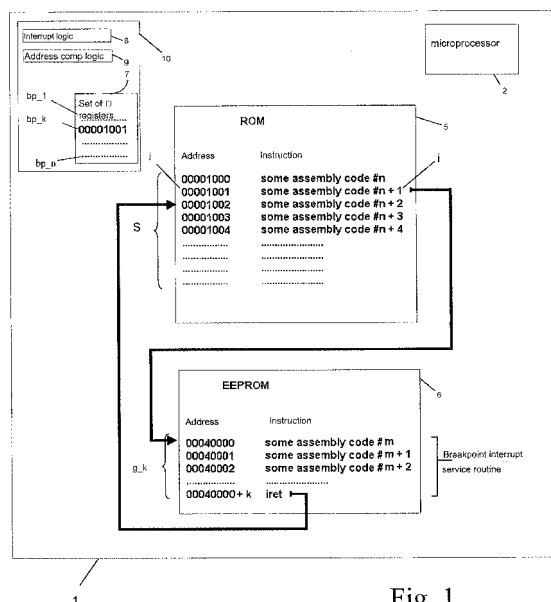 Interrupt logic
8
10
Address comp logic
9
7
microprocessor
2
bp_1
Set of
registers
bp_k
00001001
bp_n
ROM
5
Address Instruction
j
i
00001000 some assembly code #n
00001001 some assembly code #n + 1
00001002 some assembly code #n + 2
00001003 some assembly code #n + 3
00001004 some assembly code #n + 4
S
EEPROM
6
Address Instruction
00040000 some assembly code #m
00040001 some assembly code #m + 1
00040002 some assembly code #m + 2
g_k
Breakpoint interrupt
service routine
00040000 + k iret
1
Fig. 1